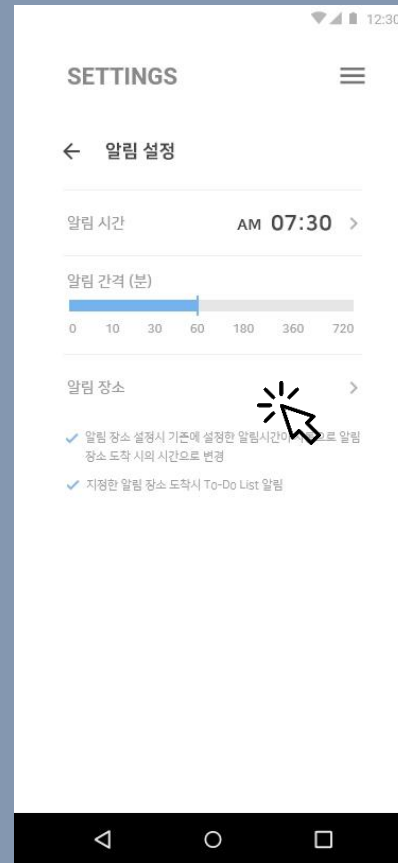 12:30
SETTINGS
알림 설정
알림 시간 AM 07:30
알림 간격 (분)
0 10 30 60 180 360 720
알림 장소
알림 장소 설정시 기존에 설정한 알림시간이 로 알림
장소 도착 시의 시간으로 변경
지정한 알림 장소 도착시 To-Do List 알림